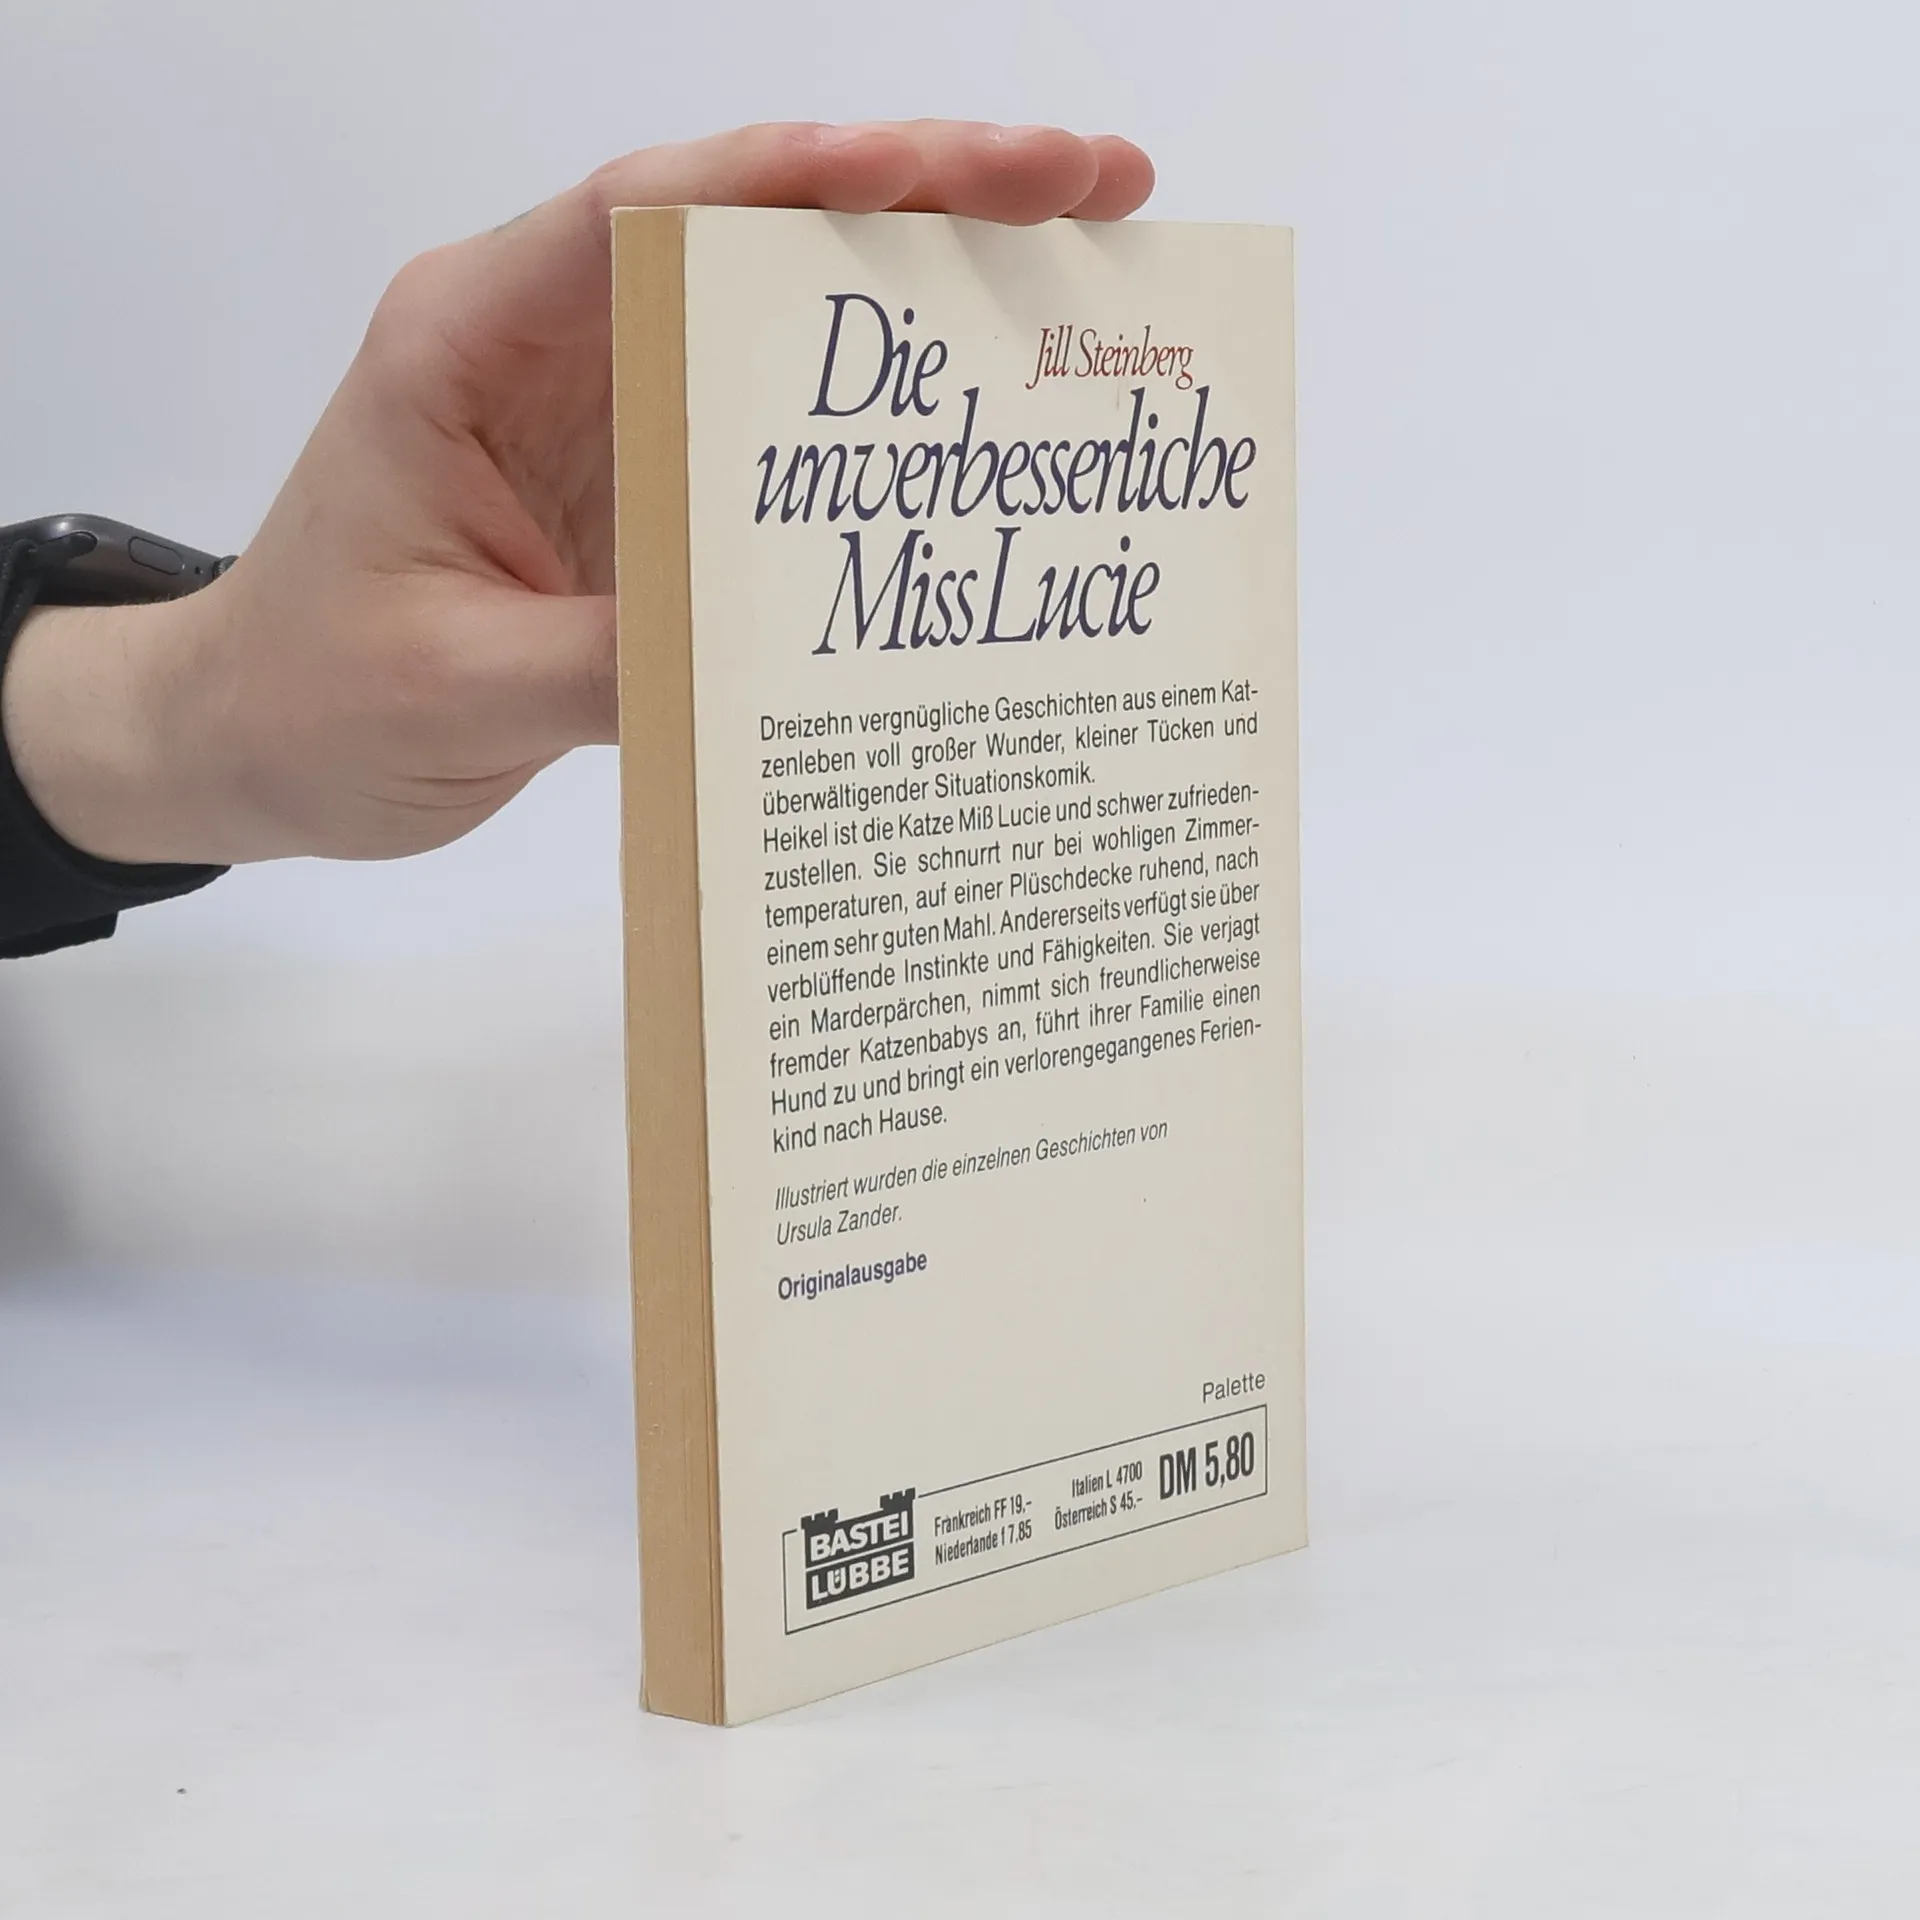 Die
Jill Steinberg
unverbesserliche
Miss Lucie
Dreizehn vergnügliche Geschichten aus einem Kat-
zenleben voll großer Wunder, kleiner Tücken und
überwältigender Situationskomik.
Heikel ist die Katze Miß Lucie und schwer zufrieden-
zustellen. Sie schnurrt nur bei wohligen Zimmer-
temperaturen, auf einer Plüschdecke ruhend, nach
einem sehr guten Mahl. Andererseits verfügt sie über
verblüffende Instinkte und Fähigkeiten. Sie verjagt
ein Marderpärchen, nimmt sich freundlicherweise
fremder Katzenbabys an, führt ihrer Familie einen
Hund zu und bringt ein verlorengegangenes Ferien-
kind nach Hause.
Illustriert wurden die einzelnen Geschichten von
Ursula Zander.
Originalausgabe
Palette
BASTEI
LÜBBE
Frankreich FF 19,-
Niederlande f 7,85
Italien L 4700
Österreich S 45,-
DM 5,80